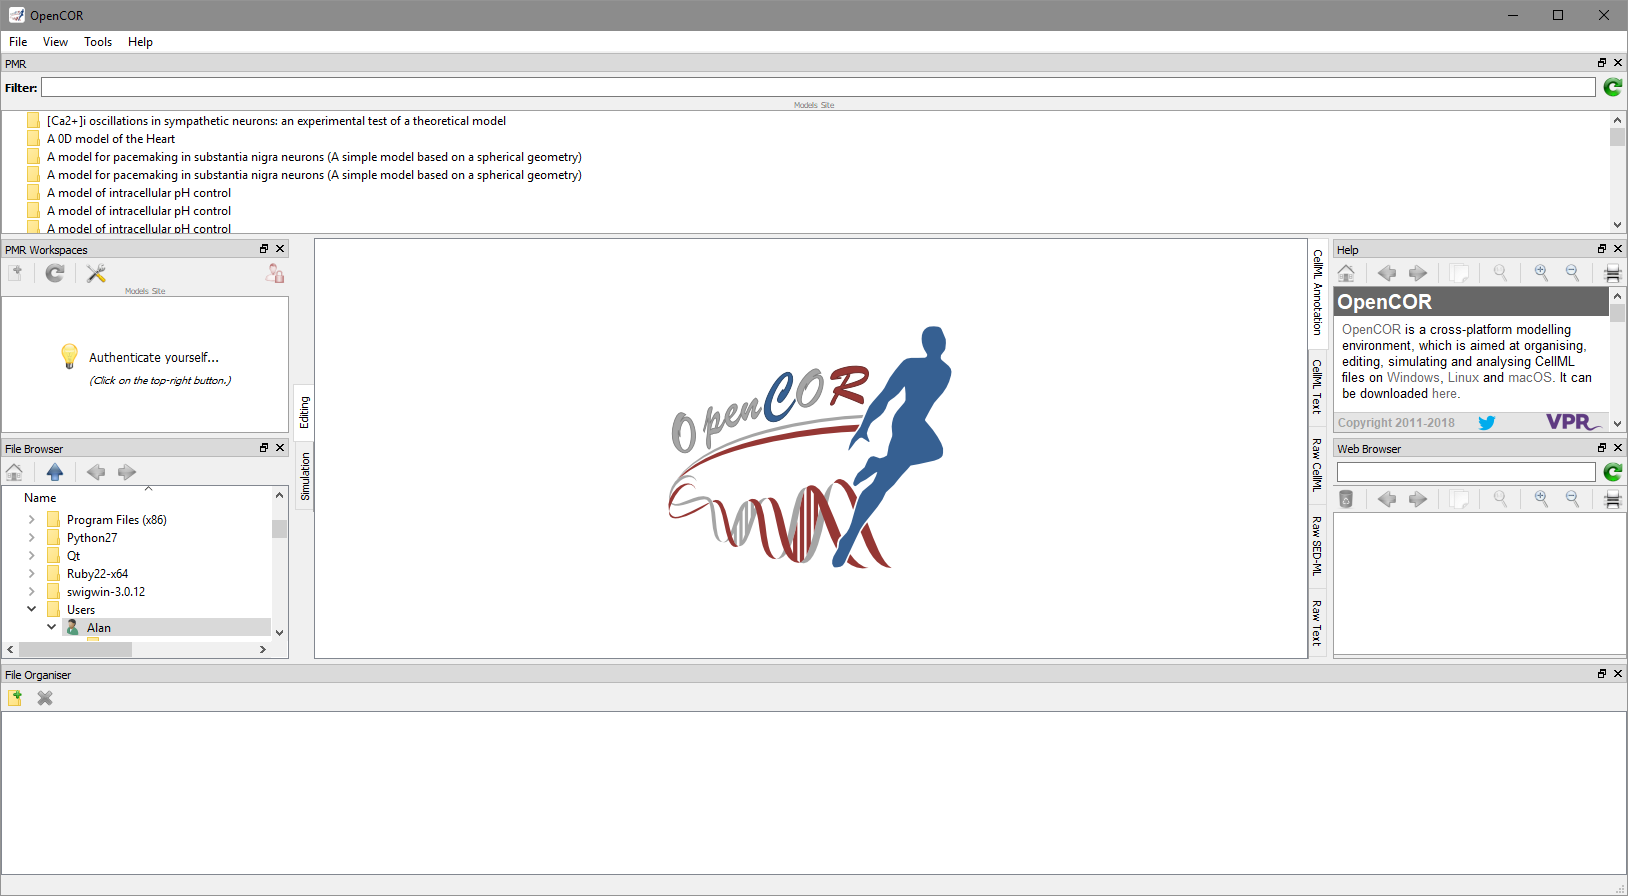 OpenCOR
File View Tools Help
PMR
Filter:
Models Site
[Ca2+]i oscillations in sympathetic neurons: an experimental test of a theoretical model
A 0D model of the Heart
A model for pacemaking in substantia nigra neurons (A simple model based on a spherical geometry)
A model for pacemaking in substantia nigra neurons (A simple model based on a spherical geometry)
A model of intracellular pH control
A model of intracellular pH control
A model of intracellular pH control
PMR Workspaces
Models Site
Authenticate yourself...
(Click on the top-right button.)
File Browser
Name
Program Files (x86)
Python27
Qt
Ruby22-x64
swigwin-3.0.12
Users
Alan
Editing
Simulation
OpenCOR
CellML Annotation
CellML Text
Raw CellML
Raw SED-ML
Raw Text
Help
OpenCOR
OpenCOR is a cross-platform modelling
environment, which is aimed at organising,
editing, simulating and analysing CellML
files on Windows, Linux and macOS. It can
be downloaded here.
Copyright 2011-2018
VPR
Web Browser
File Organiser